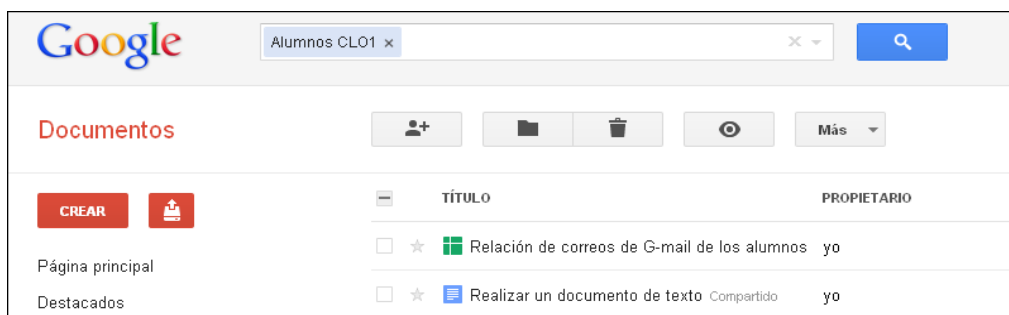 Google
Alumnos CLO1 ×
Documentos
Más
CREAR
TÍTULO PROPIETARIO
Relación de correos de G-mail de los alumnos yo
Página principal
Destacados
Realizar un documento de texto Compartido yo